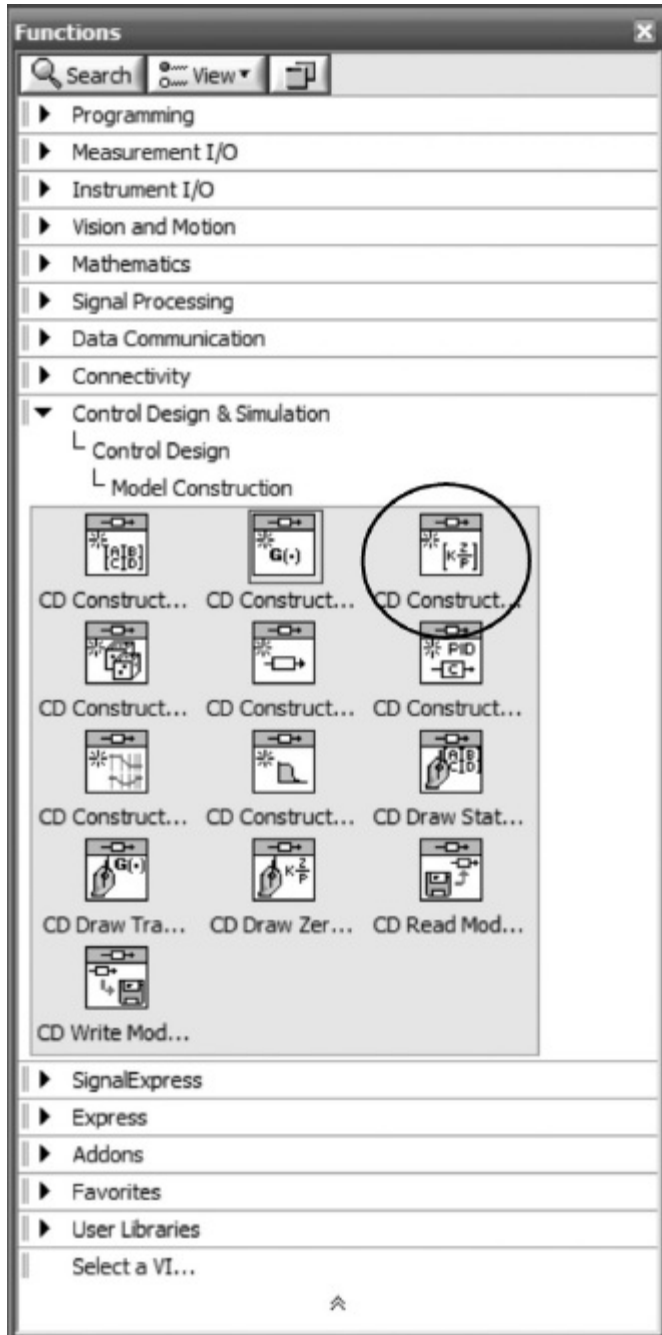 Functions
Search View
Programming
Measurement I/O
Instrument I/O
Vision and Motion
Mathematics
Signal Processing
Data Communication
Connectivity
Control Design & Simulation
Control Design
Model Construction
[A|B] [C|D] G(•) [K Z/P]
CD Construct... CD Construct... CD Construct...
PID
C
CD Construct... CD Construct... CD Construct...
[A|B] [C|D]
CD Construct... CD Construct... CD Draw Stat...
G(•) K Z/P
CD Draw Tra... CD Draw Zer... CD Read Mod...
CD Write Mod...
SignalExpress
Express
Addons
Favorites
User Libraries
Select a VI...